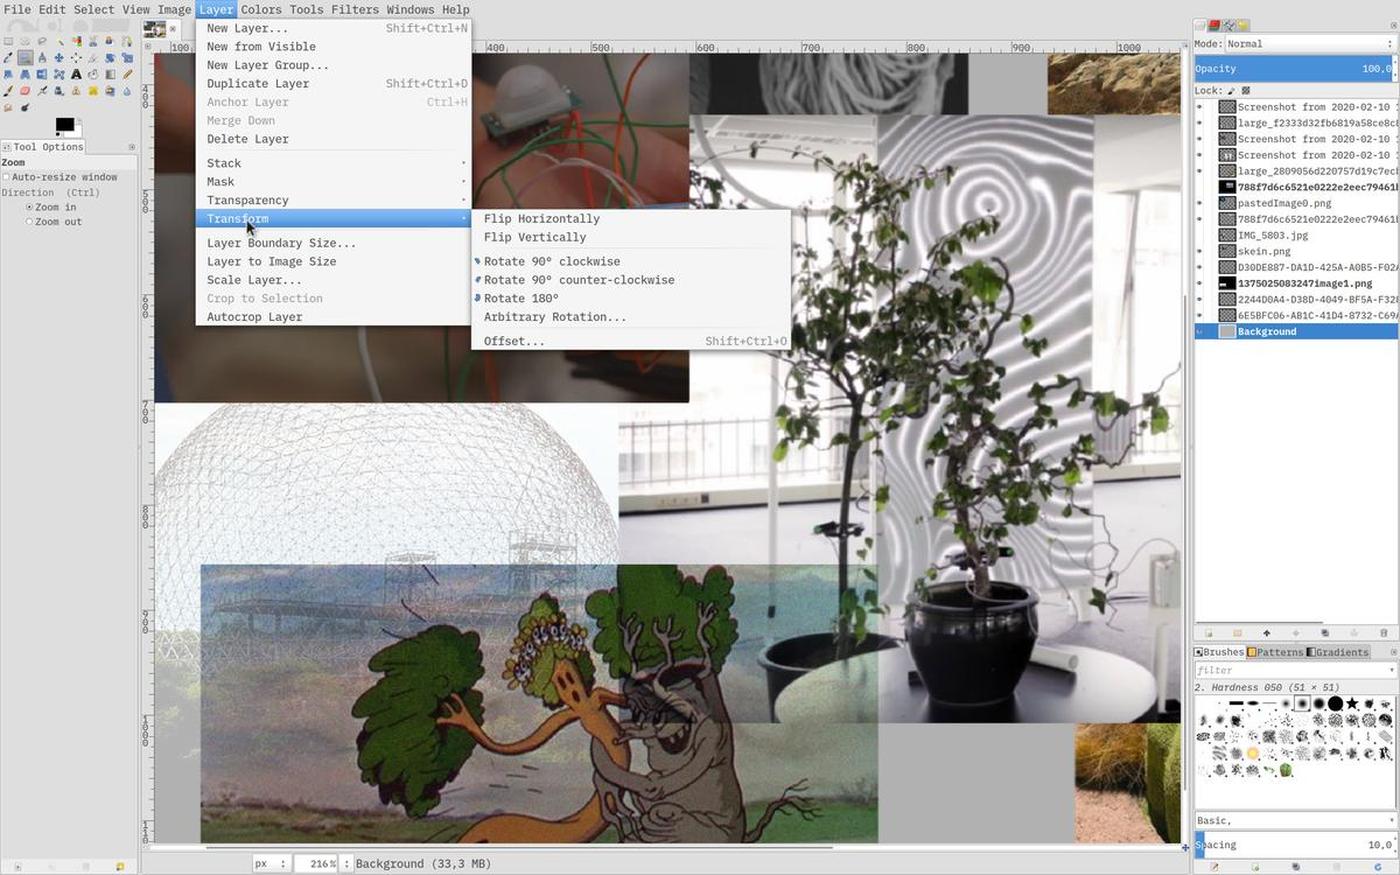 File Edit Select View Image Layer Colors Tools Filters Windows Help
New Layer... Shift+Ctrl+N
New from Visible
New Layer Group...
Duplicate Layer Shift+Ctrl+D
Anchor Layer Ctrl+H
Merge Down
Delete Layer
Stack
Mask
Transparency
Transform
Layer Boundary Size...
Layer to Image Size
Scale Layer...
Crop to Selection
Autocrop Layer
Flip Horizontally
Flip Vertically
Rotate 90° clockwise
Rotate 90° counter-clockwise
Rotate 180°
Arbitrary Rotation...
Offset... Shift+Ctrl+O
100 400 500 600 700 800 900 1000
Tool Options
Zoom
Auto-resize window
Direction (Ctrl)
Zoom in
Zoom out
Mode: Normal
Opacity 100,0
Lock:
Screenshot from 2020-02-10
large_f2333d32fb6819a58ce8c
Screenshot from 2020-02-10
Screenshot from 2020-02-10
large_2809056d220757d19c7ec
788f7d6c6521e0222e2eec79461
pastedImage0.png
788f7d6c6521e0222e2eec79461
IMG_5803.jpg
skein.png
D30DE887-DA1D-425A-A0B5-F02
1375025083247image1.png
2244D0A4-D38D-4049-BF5A-F32
6E5BFC06-AB1C-41D4-8732-C69
Background
Brushes Patterns Gradients
filter
2. Hardness 050 (51 × 51)
Basic,
Spacing 10,0
px 216% Background (33,3 MB)